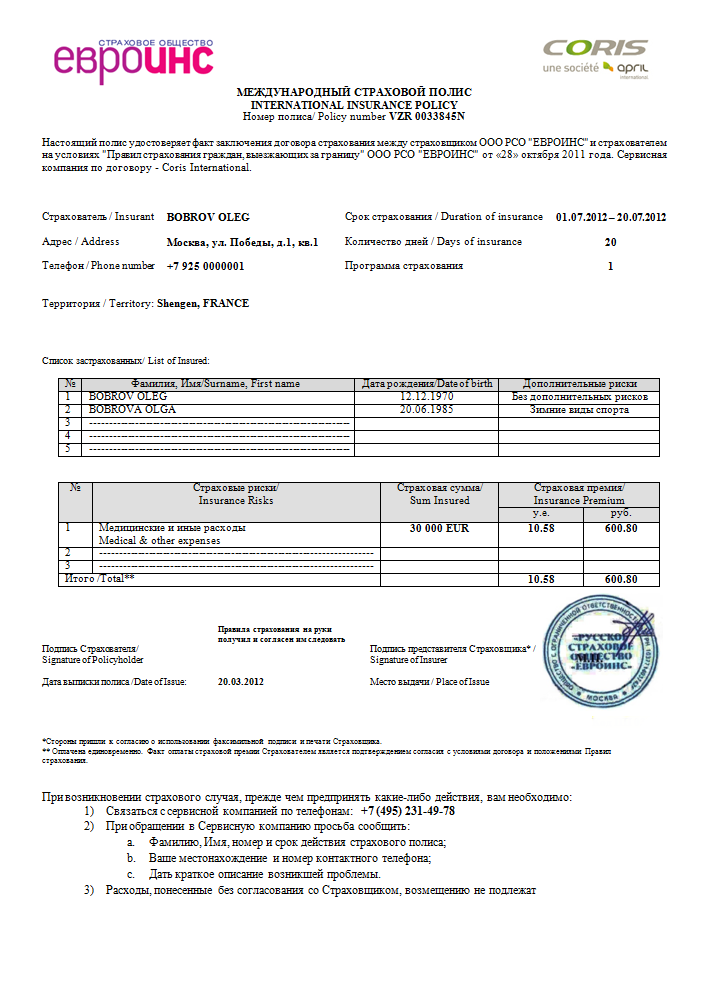 СТРАХОВОЕ ОБЩЕСТВО
ЕВРОИНС
CORIS
une société april
international
МЕЖДУНАРОДНЫЙ СТРАХОВОЙ ПОЛИС
INTERNATIONAL INSURANCE POLICY
Номер полиса/ Policy number VZR 0033845N
Настоящий полис удостоверяет факт заключения договора страхования между страховщиком ООО РСО "ЕВРОИНС" и страхователем
на условиях "Правил страхования граждан, выезжающих за границу" ООО РСО "ЕВРОИНС" от «28» октября 2011 года. Сервисная
компания по договору - Coris International.
Страхователь / Insurant BOBROV OLEG Срок страхования / Duration of insurance 01.07.2012 – 20.07.2012
Адрес / Address Москва, ул. Победы, д.1, кв.1 Количество дней / Days of insurance 20
Телефон / Phone number +7 925 0000001 Программа страхования 1
Территория / Territory: Shengen, FRANCE
Список застрахованных/ List of Insured:
№ Фамилия, Имя/Surname, First name Дата рождения/Date of birth Дополнительные риски
1 BOBROV OLEG 12.12.1970 Без дополнительных рисков
2 BOBROVA OLGA 20.06.1985 Зимние виды спорта
3 ------------------------------------------------------------------
4 ------------------------------------------------------------------
5 ------------------------------------------------------------------
№ Страховые риски/ Страховая сумма/ Страховая премия/
Insurance Risks Sum Insured Insurance Premium
у.е. руб.
1 Медицинские и иные расходы 30 000 EUR 10.58 600.80
Medical & other expenses
2 ------------------------------------------------------------------
3 ------------------------------------------------------------------
Итого /Total** 10.58 600.80
Правила страхования на руки
получил и согласен им следовать
Подпись Страхователя/ Подпись представителя Страховщика* /
Signature of Policyholder Signature of Insurer
Дата выписки полиса /Date of Issue: 20.03.2012 Место выдачи / Place of Issue
«РУССКОЕ
СТРАХОВОЕ
ОБЩЕСТВО
«ЕВРОИНС»
М.П.
МОСКВА
*Стороны пришли к согласию о использовании факсимильной подписи и печати Страховщика.
** Оплачена единовременно. Факт оплаты страховой премии Страхователем является подтверждением согласия с условиями договора и положениями Правил
страхования.
При возникновении страхового случая, прежде чем предпринять какие-либо действия, вам необходимо:
1) Связаться с сервисной компанией по телефонам: +7 (495) 231-49-78
2) При обращении в Сервисную компанию просьба сообщить:
a. Фамилию, Имя, номер и срок действия страхового полиса;
b. Ваше местонахождение и номер контактного телефона;
c. Дать краткое описание возникшей проблемы.
3) Расходы, понесенные без согласования со Страховщиком, возмещению не подлежат